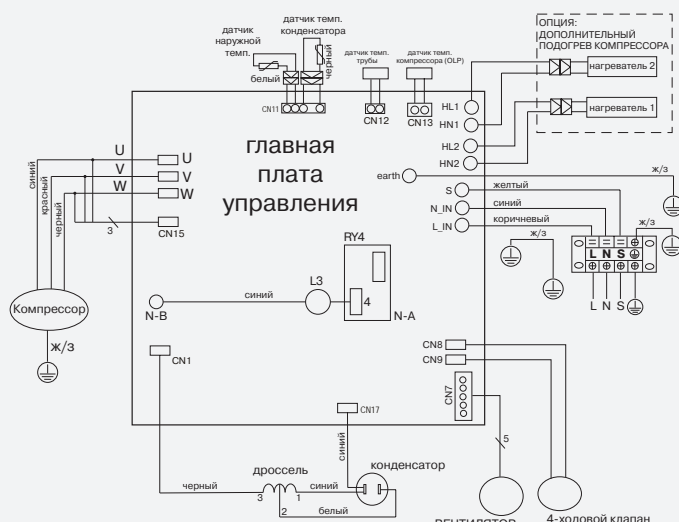 датчик
наружной
темп.
датчик темп.
конденсатора
черный
белый
датчик темп.
трубы
датчик темп.
компрессора (OLP)
ОПЦИЯ:
ДОПОЛНИТЕЛЬНЫЙ
ПОДОГРЕВ КОМПРЕССОРА
нагреватель 2
нагреватель 1
CN11
CN12
CN13
HL1
HN1
HL2
HN2
главная
плата
управления
U
V
W
U
V
W
синий
красный
черный
3
CN15
earth
ж/з
S
желтый
N_IN
синий
L_IN
коричневый
ж/з
ж/з
L N S
L N S
RY4
L3
4
синий
N-B
N-A
Компрессор
ж/з
CN1
CN8
CN9
CN7
CN17
5
синий
дроссель
конденсатор
черный
синий
3
1
2
белый
ВЕНТИЛЯТОР
4-ходовой клапан